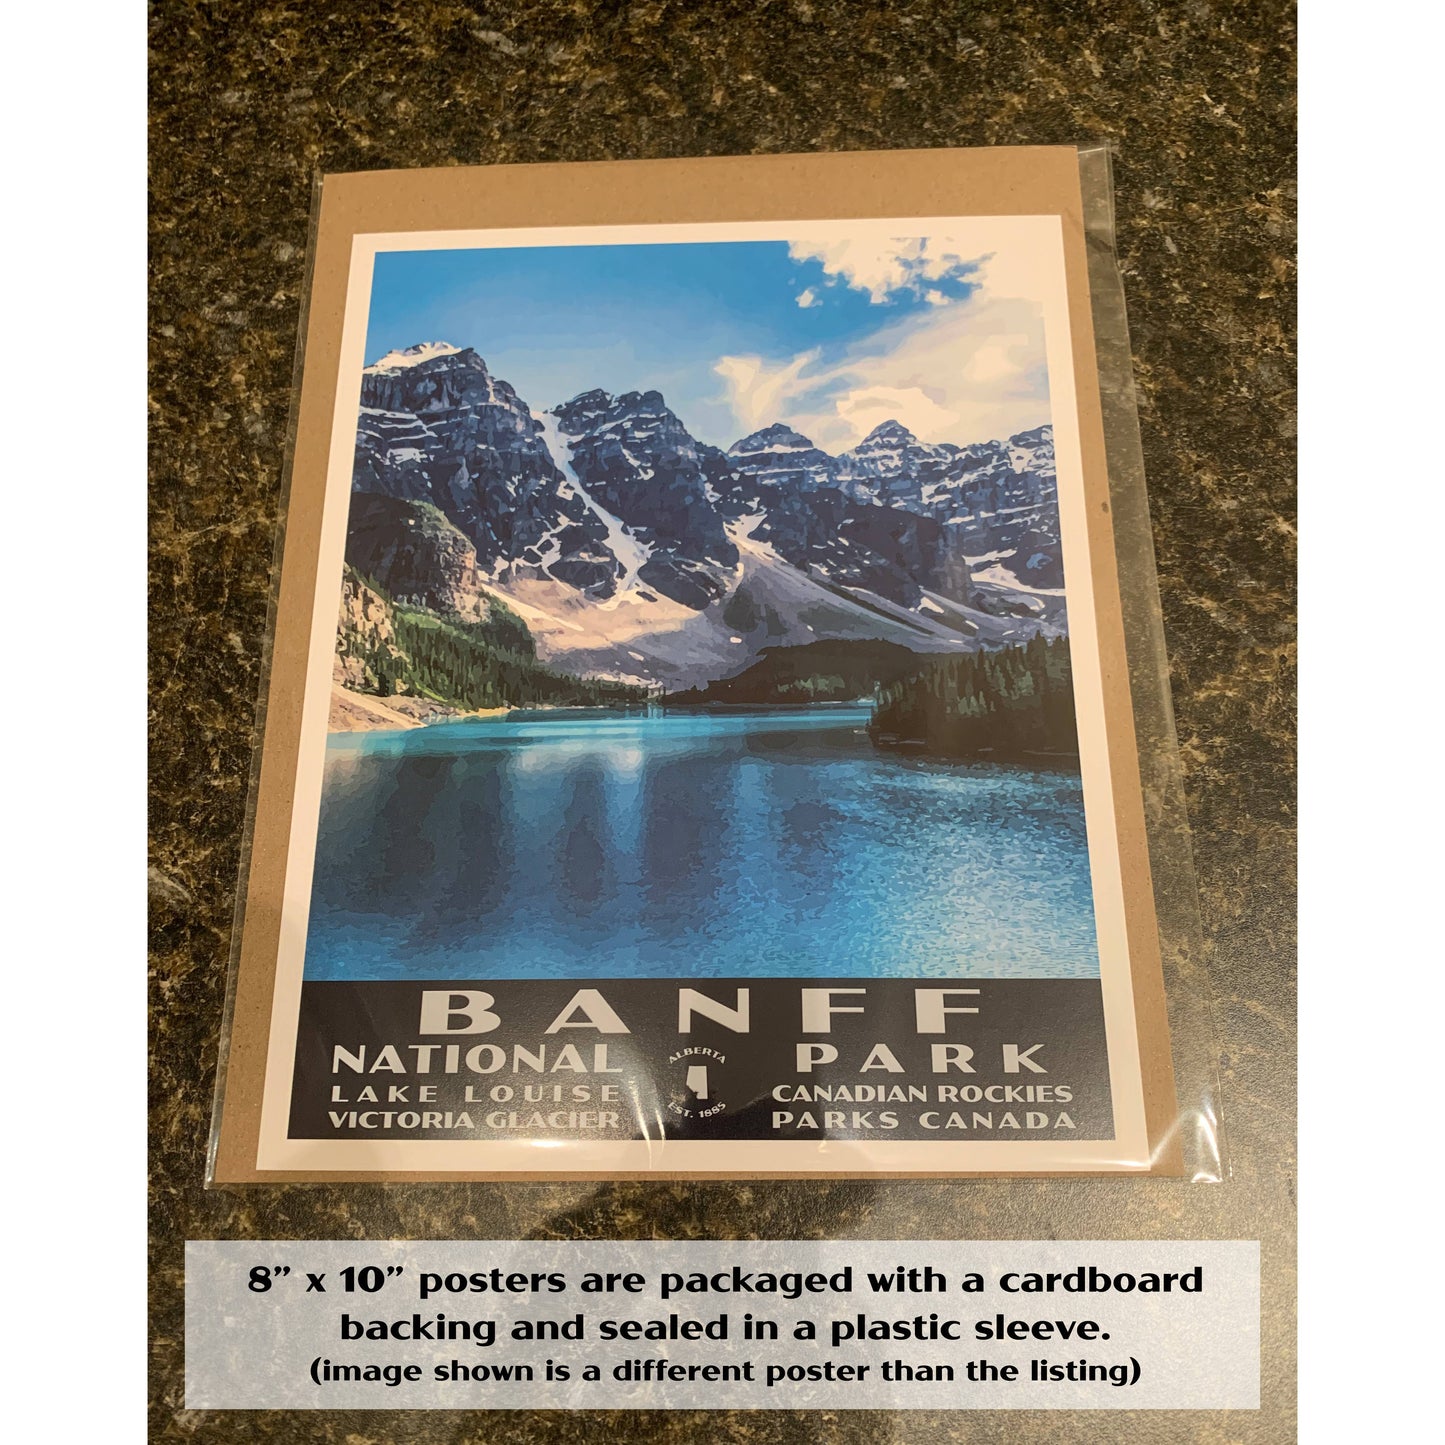 BANFF
NATIONAL PARK
LAKE LOUISE
VICTORIA GLACIER
ALBERTA
EST. 1885
CANADIAN ROCKIES
PARKS CANADA
8” x 10” posters are packaged with a cardboard
backing and sealed in a plastic sleeve.
(image shown is a different poster than the listing)